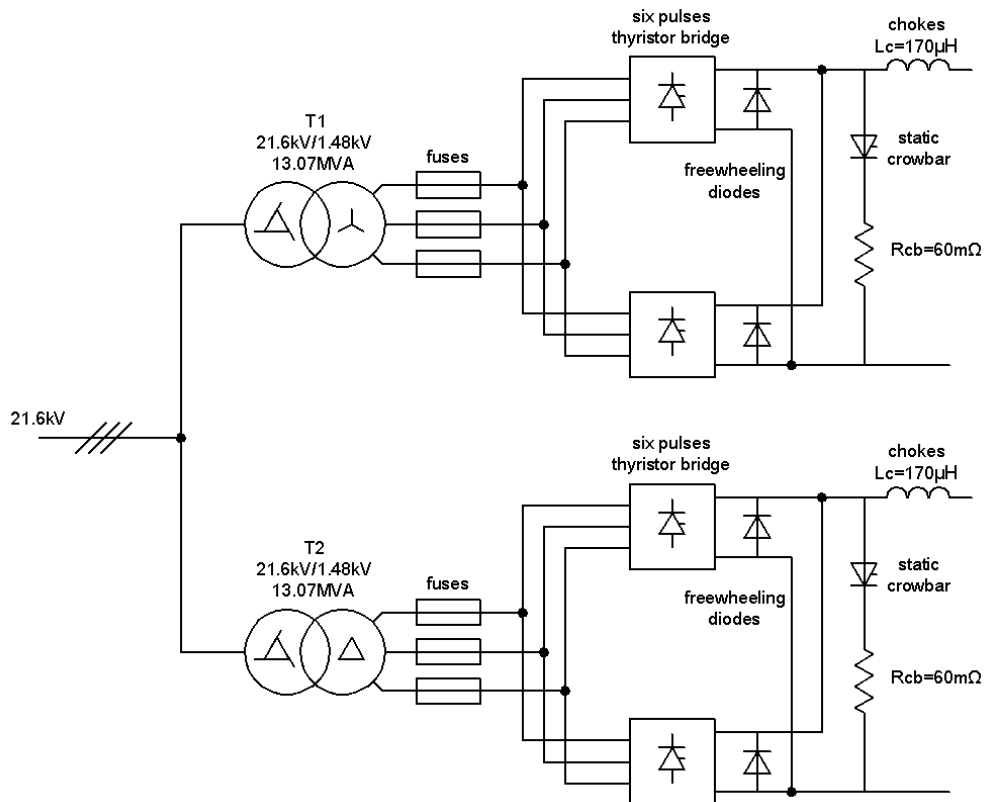 six pulses
thyristor bridge
chokes
Lc=170µH
T1
21.6kV/1.48kV
13.07MVA
fuses
static
crowbar
freewheeling
diodes
Rcb=60mΩ
21.6kV
six pulses
thyristor bridge
chokes
Lc=170µH
T2
21.6kV/1.48kV
13.07MVA
fuses
static
crowbar
freewheeling
diodes
Rcb=60mΩ